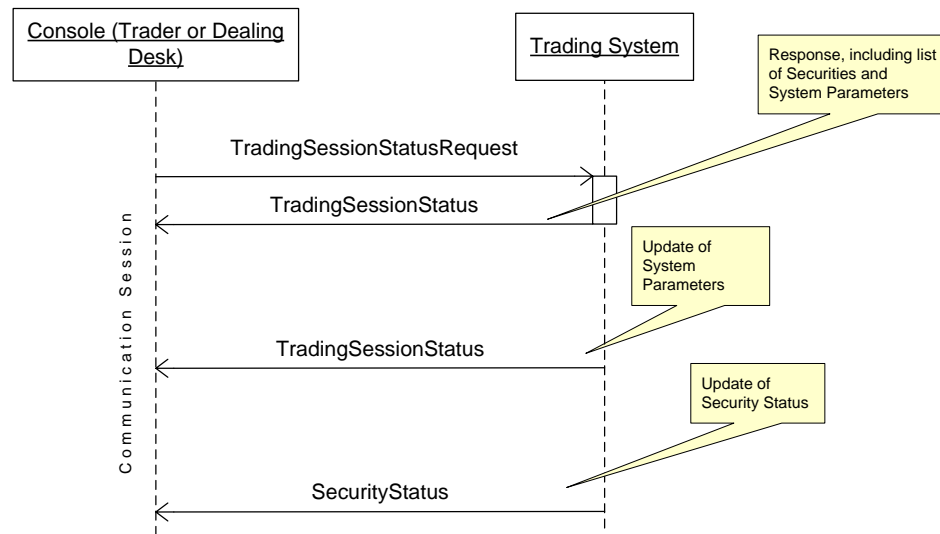 Console (Trader or Dealing
Desk)
Trading System
Response, including list
of Securities and
System Parameters
TradingSessionStatusRequest
TradingSessionStatus
Communication Session
Update of
System
Parameters
TradingSessionStatus
Update of
Security Status
SecurityStatus